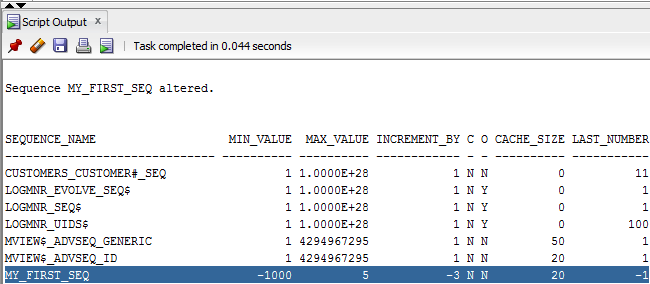 Script Output x
Task completed in 0.044 seconds
Sequence MY_FIRST_SEQ altered.
SEQUENCE_NAME MIN_VALUE MAX_VALUE INCREMENT_BY C O CACHE_SIZE LAST_NUMBER
------------------------------ ---------- ---------- ------------ - - ---------- -----------
CUSTOMERS_CUSTOMER#_SEQ 1 1.0000E+28 1 N N 0 11
LOGMNR_EVOLVE_SEQ$ 1 1.0000E+28 1 N Y 0 1
LOGMNR_SEQ$ 1 1.0000E+28 1 N Y 0 1
LOGMNR_UIDS$ 1 1.0000E+28 1 N Y 0 100
MVIEW$_ADVSEQ_GENERIC 1 4294967295 1 N N 50 1
MVIEW$_ADVSEQ_ID 1 4294967295 1 N N 20 1
MY_FIRST_SEQ -1000 5 -3 N N 20 -1